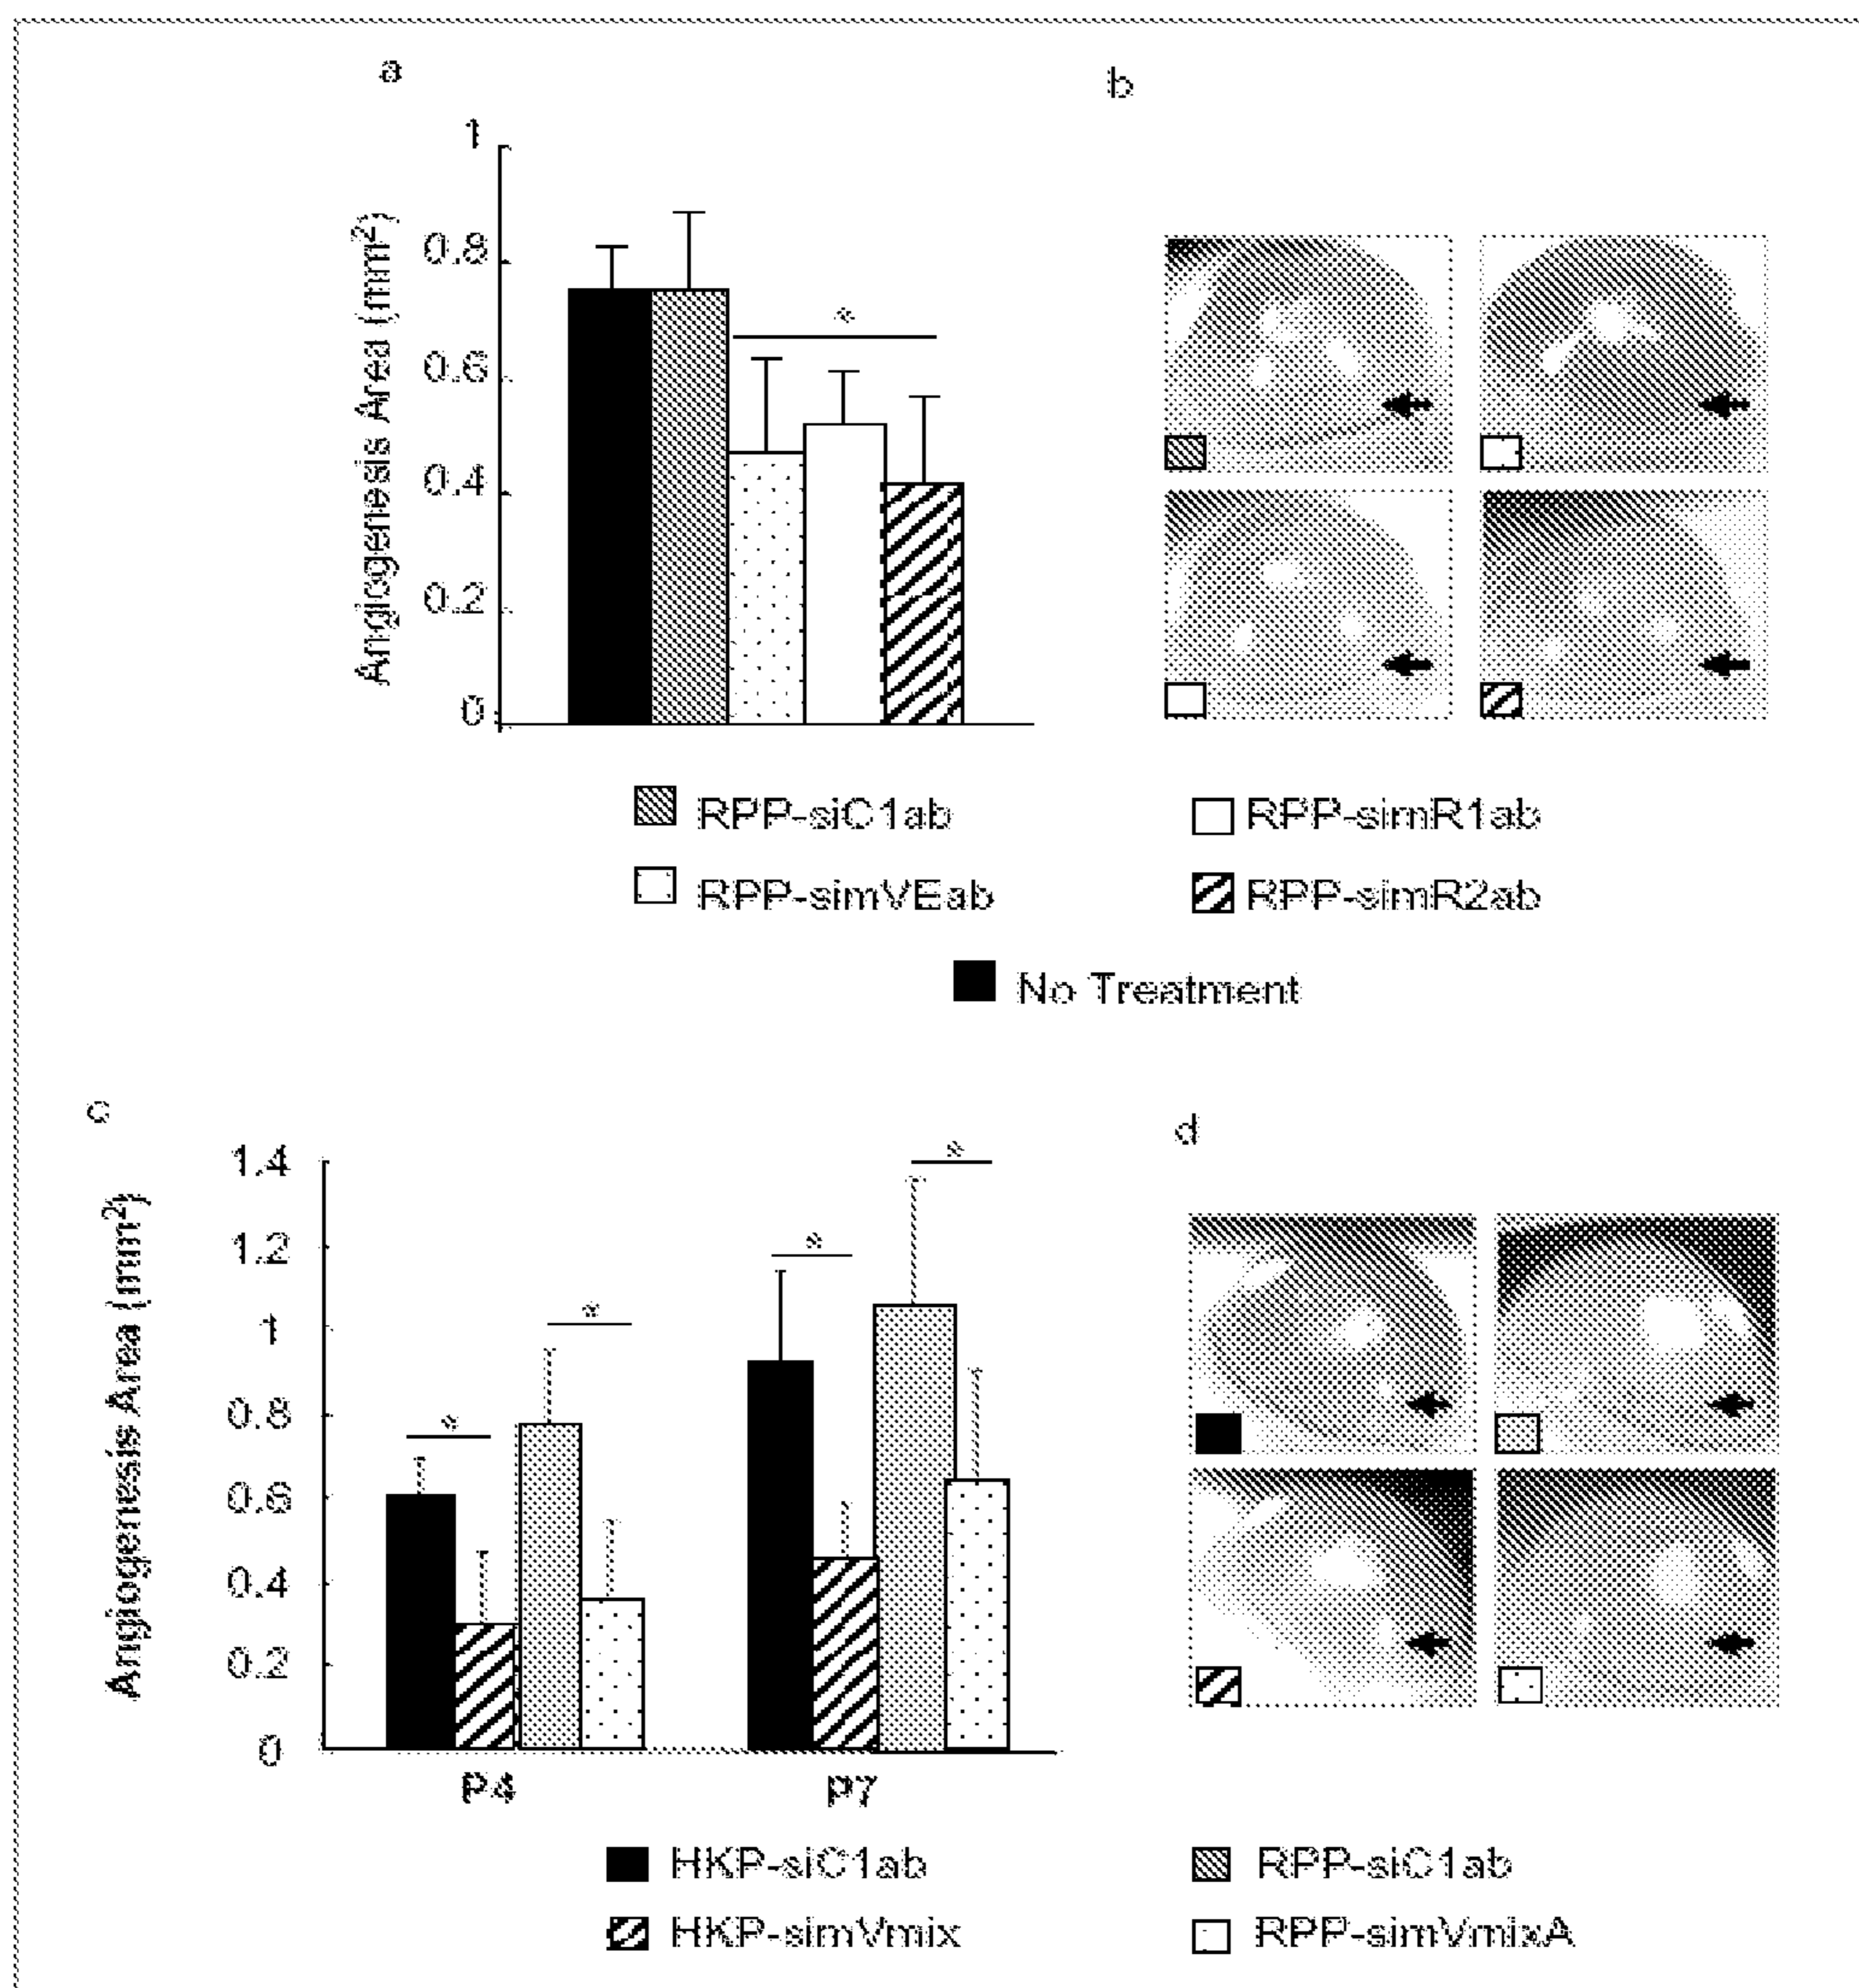 a
b
Angiogenesis Area (mm²)
1
0.8
0.6
0.4
0.2
0
*
RPP-siC1ab
RPP-simR1ab
RPP-simVEab
RPP-simR2ab
No Treatment
c
d
Angiogenesis Area (mm²)
1.4
1.2
1
0.8
0.6
0.4
0.2
0
*
*
*
*
P4
P7
HKP-siC1ab
RPP-siC1ab
HKP-simVmix
RPP-simVmixA